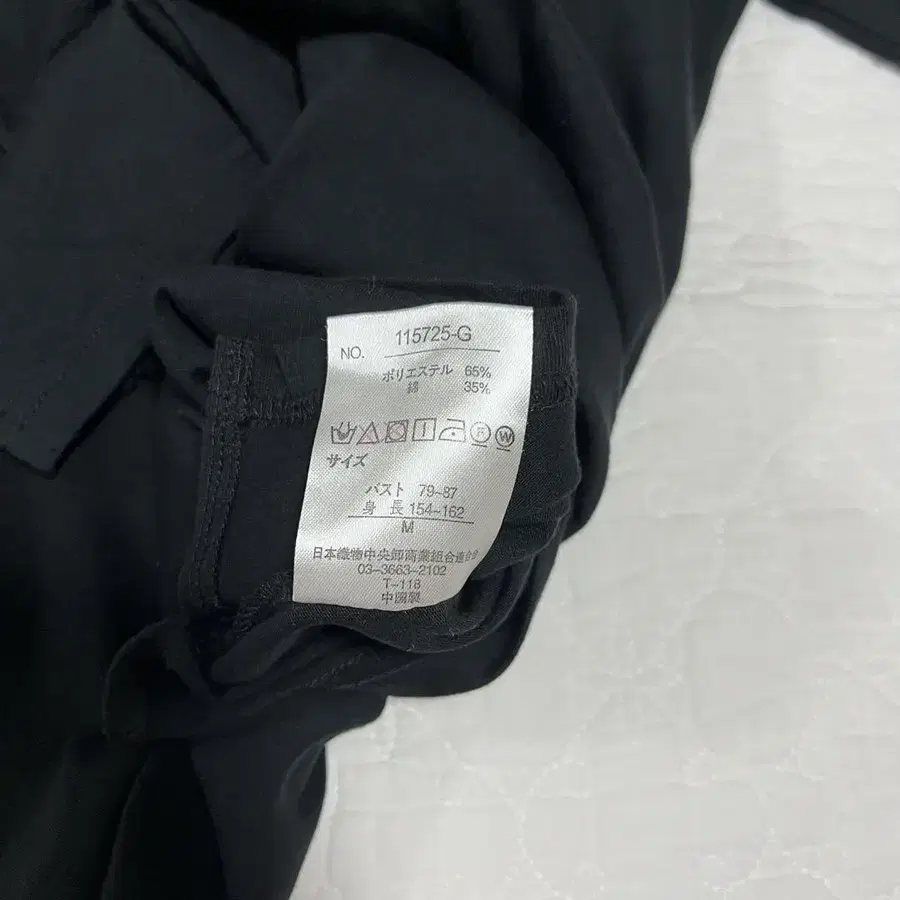 NO. 115725-G
ポリエステル 65%
綿 35%
サイズ
バスト 79~87
身 長 154~162
M
日本織物中央卸商業組合連合会
03-3663-2102
T-118
中国製